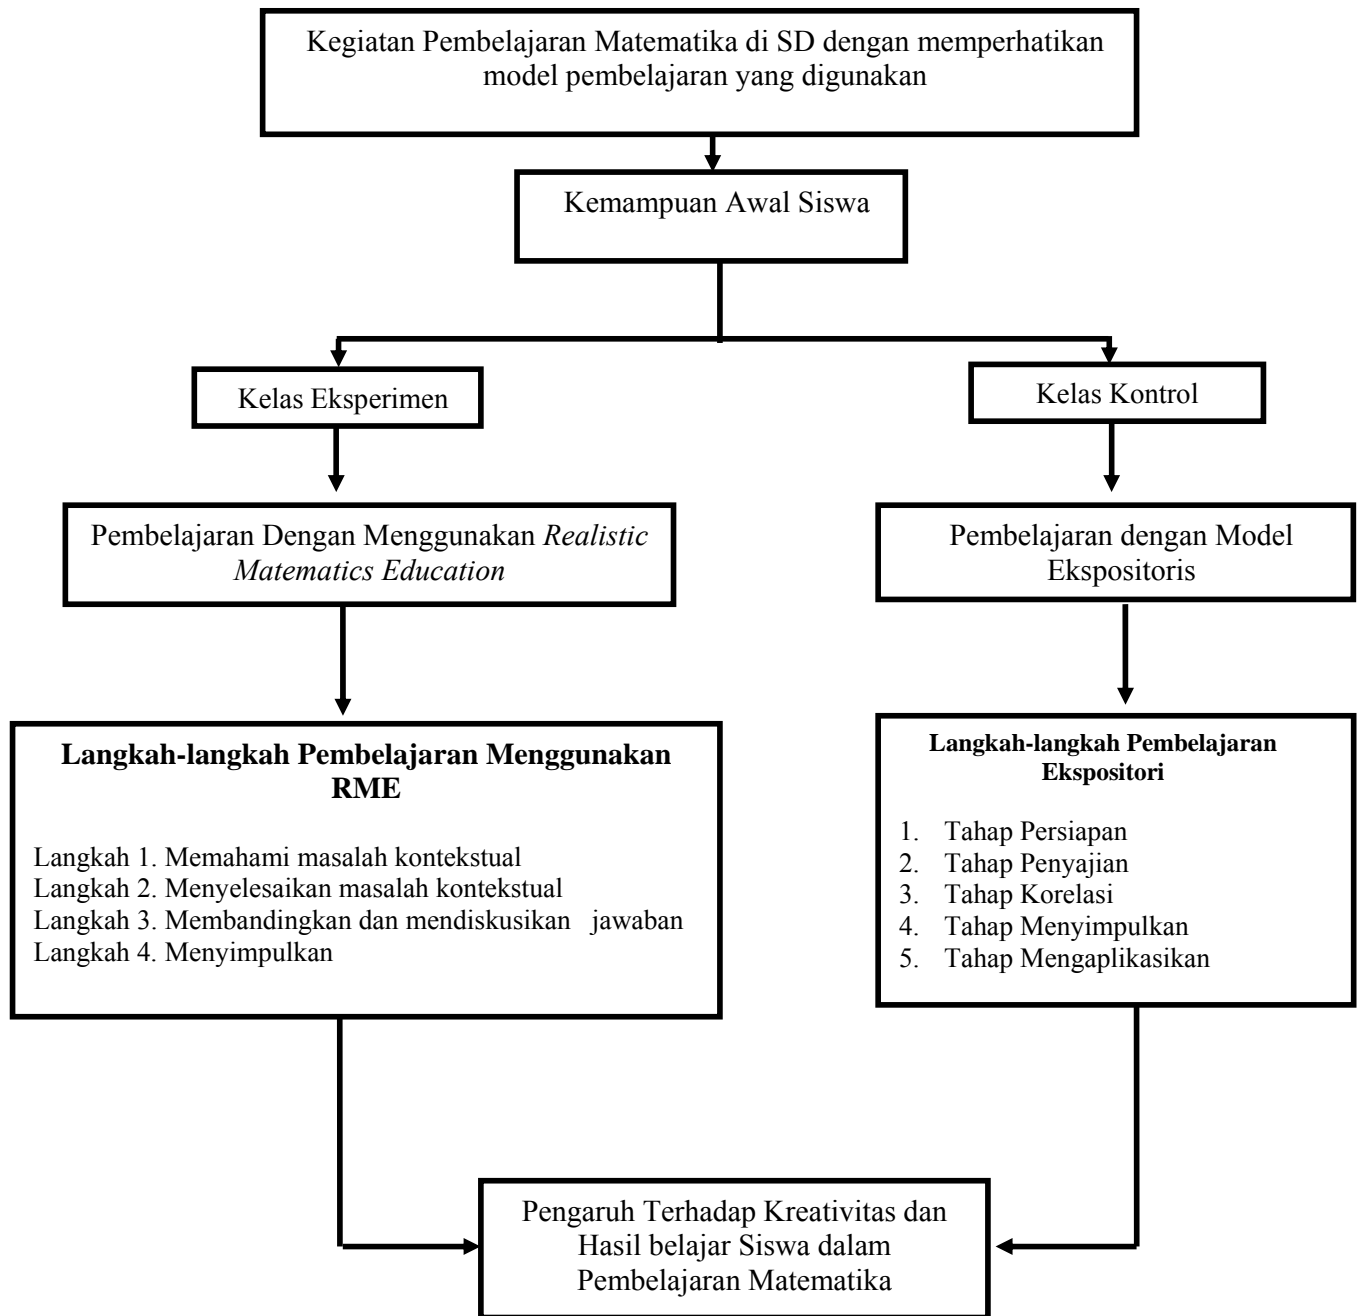 Kegiatan Pembelajaran Matematika di SD dengan memperhatikan
model pembelajaran yang digunakan
Kemampuan Awal Siswa
Kelas Eksperimen
Kelas Kontrol
Pembelajaran Dengan Menggunakan Realistic
Matematics Education
Pembelajaran dengan Model
Ekspositoris
Langkah-langkah Pembelajaran Menggunakan
RME
Langkah 1. Memahami masalah kontekstual
Langkah 2. Menyelesaikan masalah kontekstual
Langkah 3. Membandingkan dan mendiskusikan jawaban
Langkah 4. Menyimpulkan
Langkah-langkah Pembelajaran
Ekspositori
1. Tahap Persiapan
2. Tahap Penyajian
3. Tahap Korelasi
4. Tahap Menyimpulkan
5. Tahap Mengaplikasikan
Pengaruh Terhadap Kreativitas dan
Hasil belajar Siswa dalam
Pembelajaran Matematika